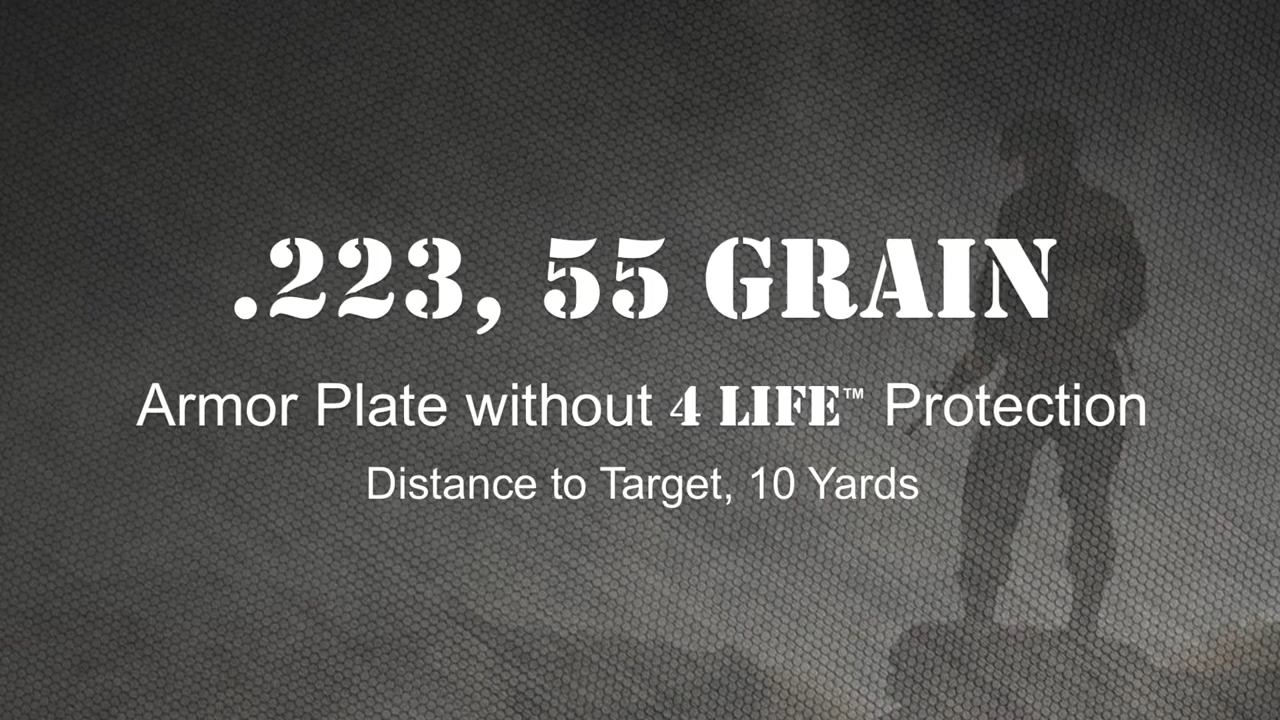 .223, 55 GRAIN
Armor Plate without 4 LIFE™ Protection
Distance to Target, 10 Yards